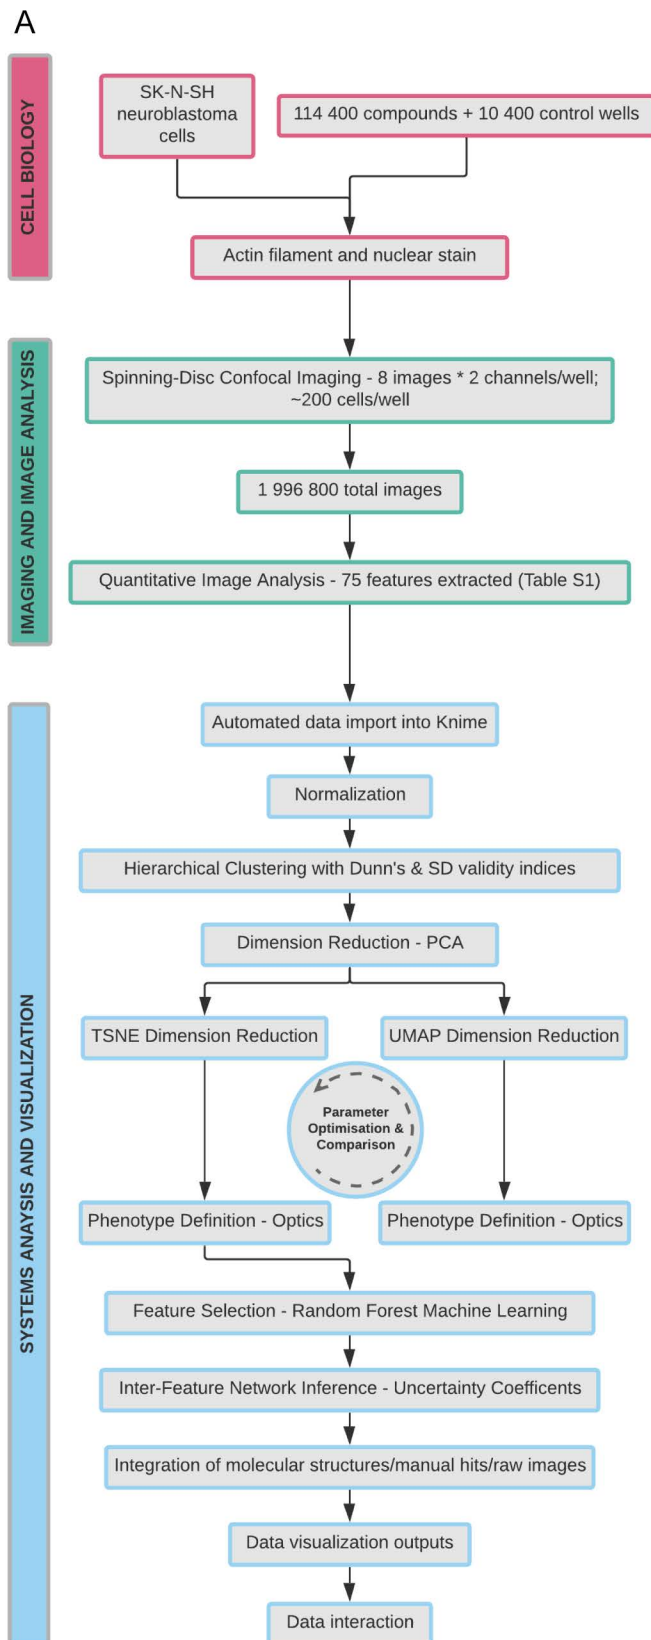 A
CELL BIOLOGY
SK-N-SH
neuroblastoma
cells
114 400 compounds + 10 400 control wells
Actin filament and nuclear stain
IMAGING AND IMAGE ANALYSIS
Spinning-Disc Confocal Imaging - 8 images * 2 channels/well;
~200 cells/well
1 996 800 total images
Quantitative Image Analysis - 75 features extracted (Table S1)
SYSTEMS ANAYSIS AND VISUALIZATION
Automated data import into Knime
Normalization
Hierarchical Clustering with Dunn's & SD validity indices
Dimension Reduction - PCA
TSNE Dimension Reduction
UMAP Dimension Reduction
Parameter
Optimisation &
Comparison
Phenotype Definition - Optics
Phenotype Definition - Optics
Feature Selection - Random Forest Machine Learning
Inter-Feature Network Inference - Uncertainty Coefficents
Integration of molecular structures/manual hits/raw images
Data visualization outputs
Data interaction